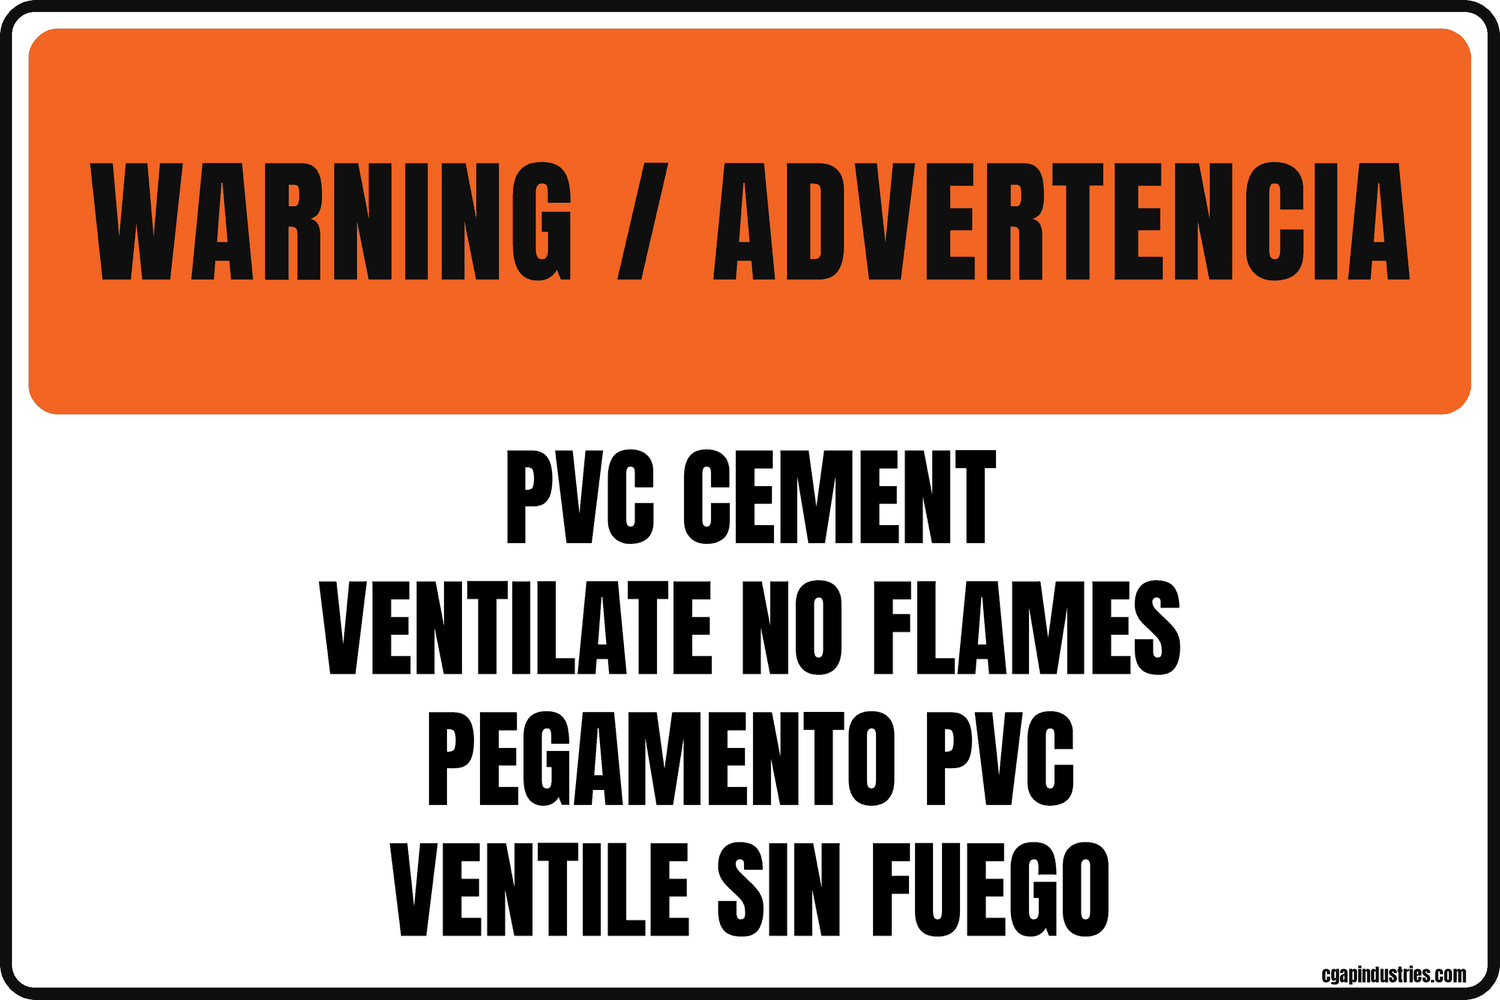 WARNING / ADVERTENCIA
PVC CEMENT
VENTILATE NO FLAMES
PEGAMENTO PVC
VENTILE SIN FUEGO
cgapindustries.com